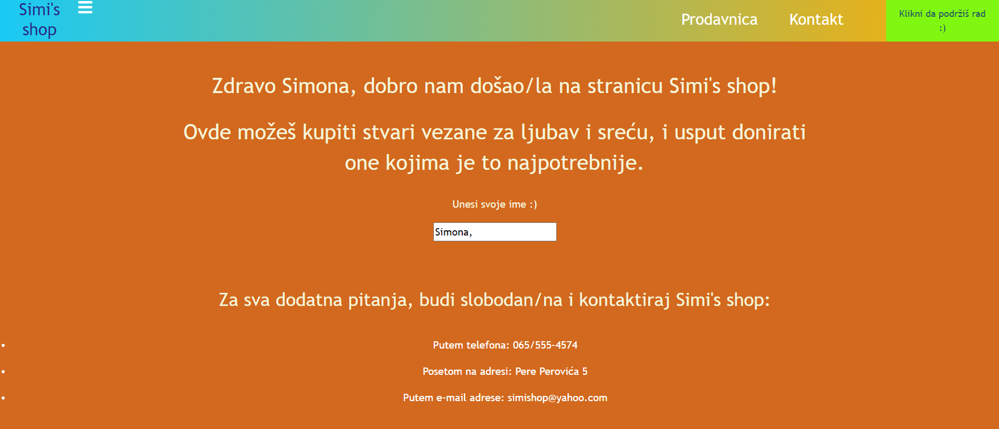 Simi's
shop
Prodavnica
Kontakt
Klikni da podržiš rad
:)
Zdravo Simona, dobro nam došao/la na stranicu Simi's shop!
Ovde možeš kupiti stvari vezane za ljubav i sreću, i usput donirati
one kojima je to najpotrebnije.
Unesi svoje ime :)
Simona,
Za sva dodatna pitanja, budi slobodan/na i kontaktiraj Simi's shop:
• Putem telefona: 065/555-4574
• Posetom na adresi: Pere Perovića 5
• Putem e-mail adrese: simishop@yahoo.com